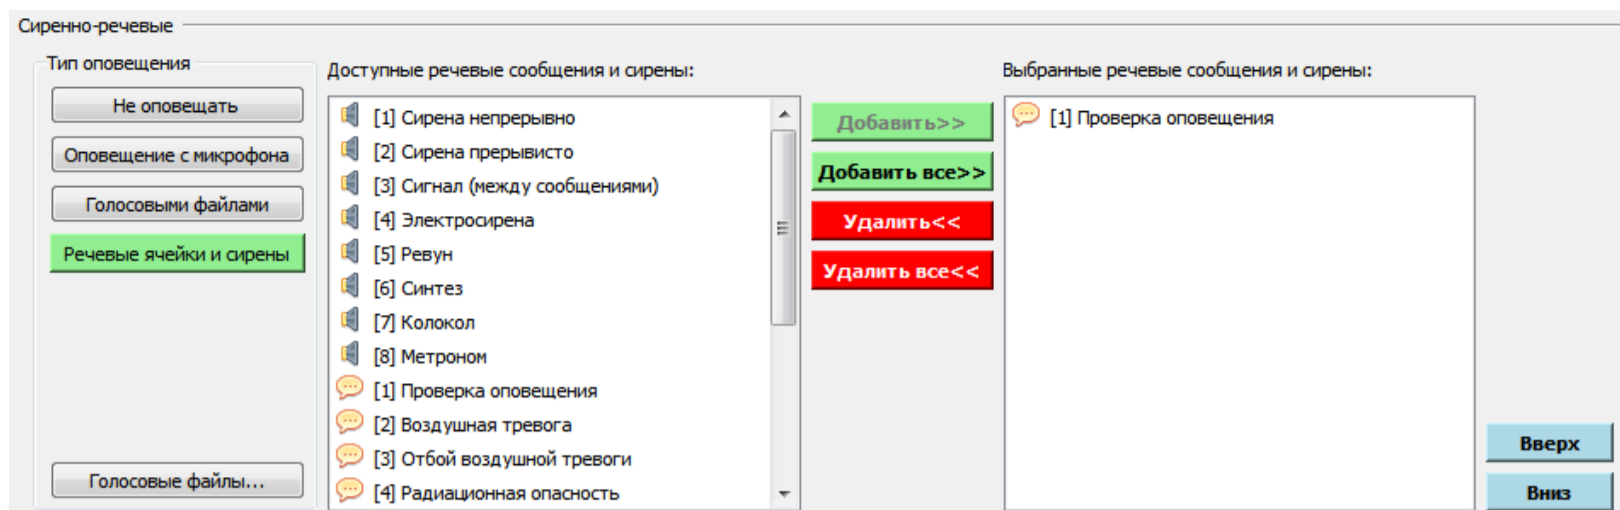 Сиренно-речевые
Тип оповещения
Не оповещать
Оповещение с микрофона
Голосовыми файлами
Речевые ячейки и сирены
Голосовые файлы...
Доступные речевые сообщения и сирены:
[1] Сирена непрерывно
[2] Сирена прерывисто
[3] Сигнал (между сообщениями)
[4] Электросирена
[5] Ревун
[6] Синтез
[7] Колокол
[8] Метроном
[1] Проверка оповещения
[2] Воздушная тревога
[3] Отбой воздушной тревоги
[4] Радиационная опасность
Добавить>>
Добавить все>>
Удалить<<
Удалить все<<
Выбранные речевые сообщения и сирены:
[1] Проверка оповещения
Вверх
Вниз